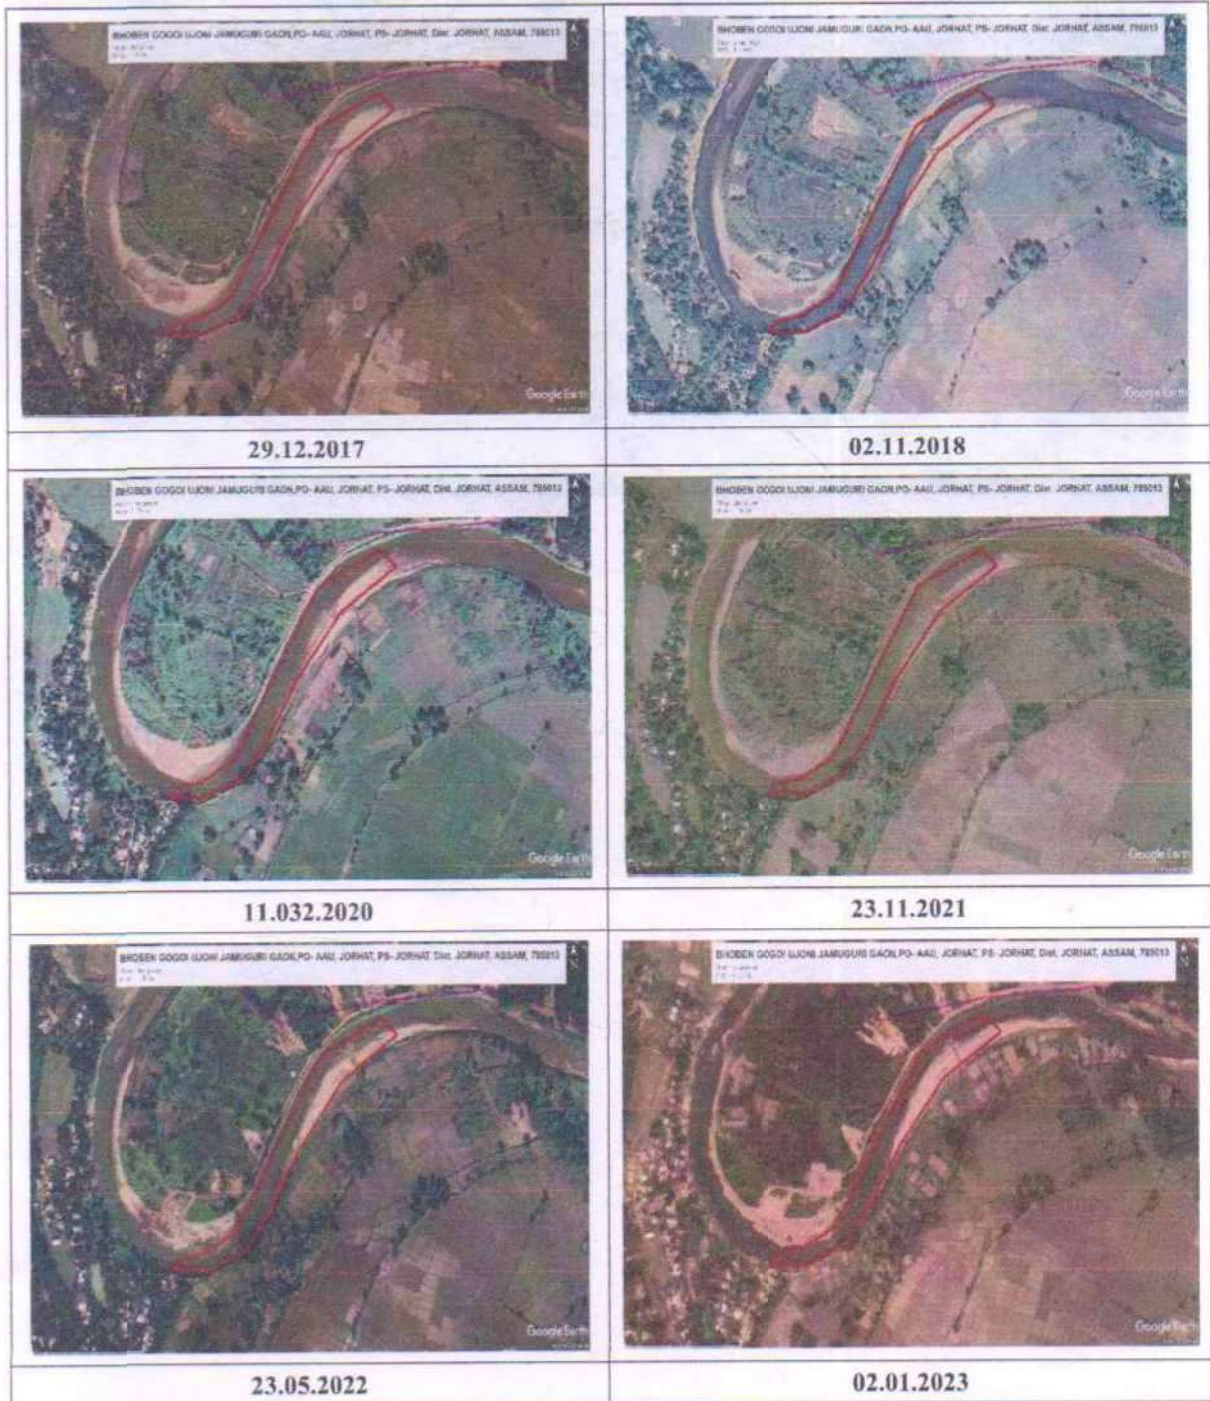 BHOBEN GOGOI UJONI JAMUGURI GAON,PO- AAU, JORHAT, PS- JORHAT, Dist. JORHAT, ASSAM, 785013
Google Earth
29.12.2017
BHOBEN GOGOI UJONI JAMUGURI GAON,PO- AAU, JORHAT, PS- JORHAT, Dist. JORHAT, ASSAM, 785013
Google Earth
02.11.2018
BHOBEN GOGOI UJONI JAMUGURI GAON,PO- AAU, JORHAT, PS- JORHAT, Dist. JORHAT, ASSAM, 785013
Google Earth
11.032.2020
BHOBEN GOGOI UJONI JAMUGURI GAON,PO- AAU, JORHAT, PS- JORHAT, Dist. JORHAT, ASSAM, 785013
Google Earth
23.11.2021
BHOBEN GOGOI UJONI JAMUGURI GAON,PO- AAU, JORHAT, PS- JORHAT, Dist. JORHAT, ASSAM, 785013
Google Earth
23.05.2022
BHOBEN GOGOI UJONI JAMUGURI GAON,PO- AAU, JORHAT, PS- JORHAT, Dist. JORHAT, ASSAM, 785013
Google Earth
02.01.2023